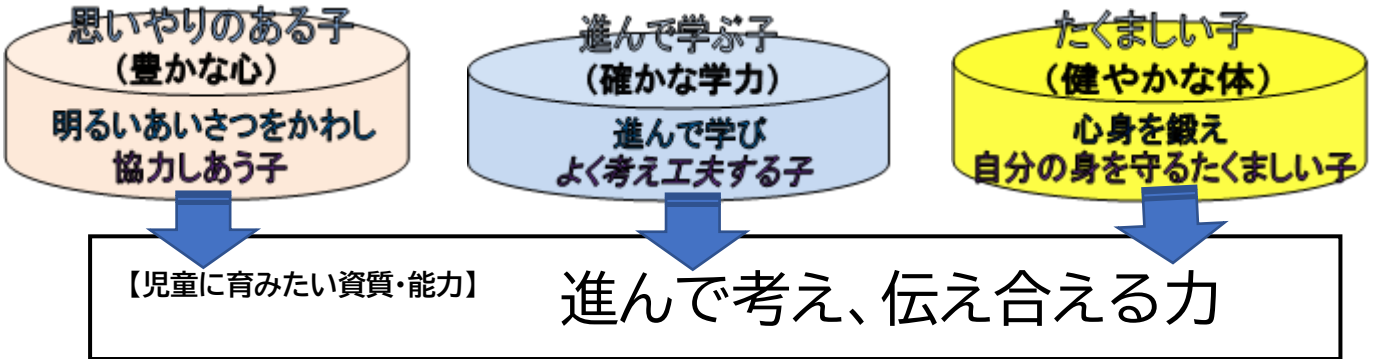 思いやりのある子
（豊かな心）
明るいあいさつをかわし
協力しあう子
進んで学ぶ子
（確かな学力）
進んで学び
よく考え工夫する子
たくましい子
（健やかな体）
心身を鍛え
自分の身を守るたくましい子
【児童に育みたい資質・能力】 進んで考え、伝え合える力